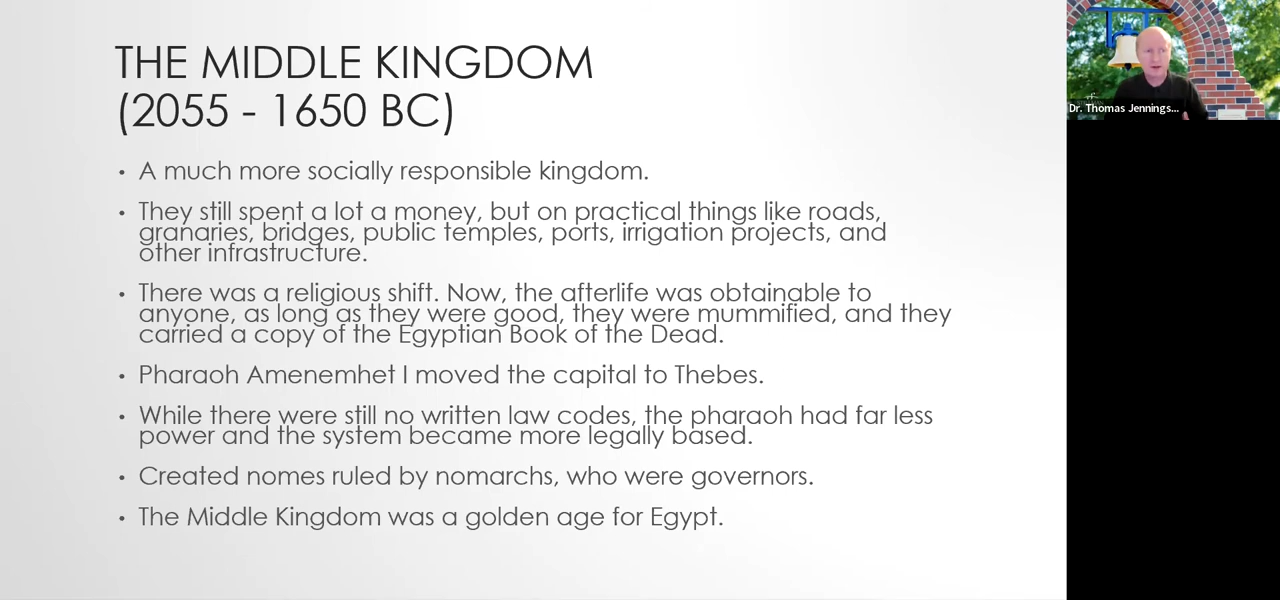 THE MIDDLE KINGDOM
(2055 - 1650 BC)
• A much more socially responsible kingdom.
• They still spent a lot a money, but on practical things like roads,
granaries, bridges, public temples, ports, irrigation projects, and
other infrastructure.
• There was a religious shift. Now, the afterlife was obtainable to
anyone, as long as they were good, they were mummified, and they
carried a copy of the Egyptian Book of the Dead.
• Pharaoh Amenemhet I moved the capital to Thebes.
• While there were still no written law codes, the pharaoh had far less
power and the system became more legally based.
• Created nomes ruled by nomarchs, who were governors.
• The Middle Kingdom was a golden age for Egypt.
Dr. Thomas Jennings...